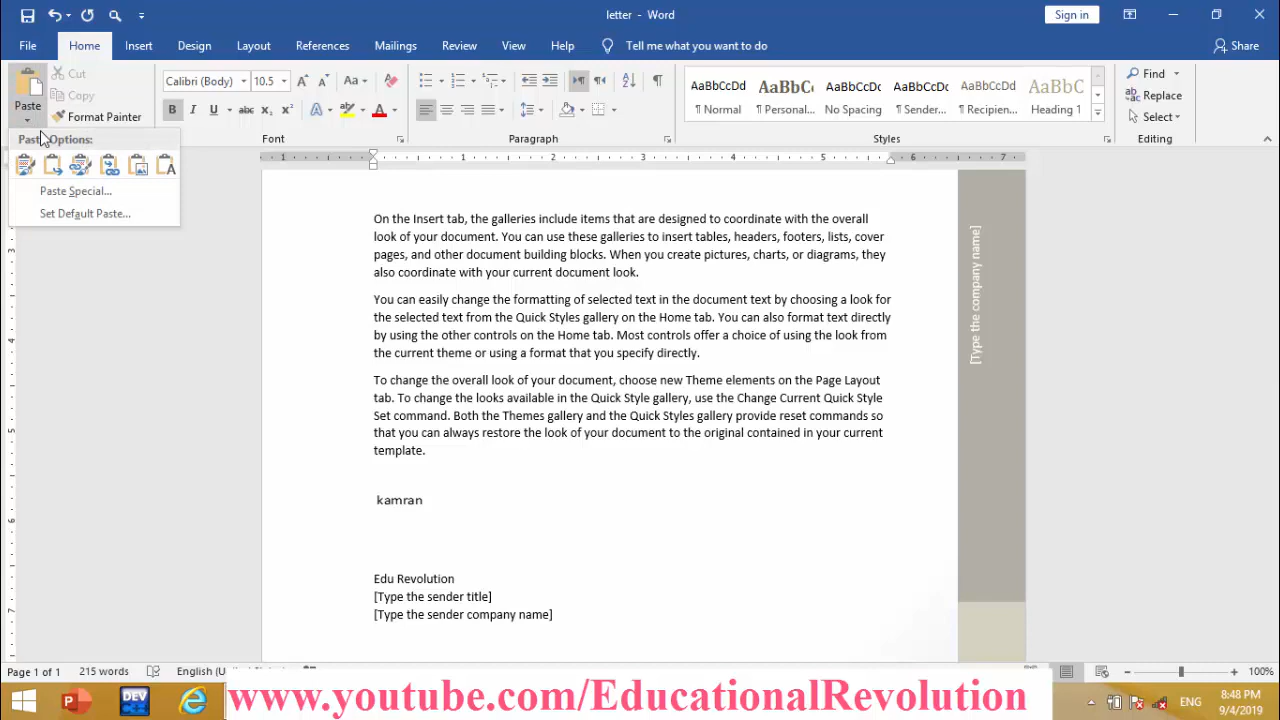 letter - Word
Sign in
File Home Insert Design Layout References Mailings Review View Help Tell me what you want to do Share
Paste
Cut
Copy
Format Painter
Calibri (Body) 10.5
Font
Paragraph
AaBbCcDd AaBbCc AaBbCcDd AaBbCcDd AaBbCcDd AaBbCc
¶ Normal ¶ Personal... No Spacing ¶ Sender... ¶ Recipien... Heading 1
Styles
Find
Replace
Select
Editing
Paste Options:
Paste Special...
Set Default Paste...
1 1 2 3 4 5 6 7
On the Insert tab, the galleries include items that are designed to coordinate with the overall
look of your document. You can use these galleries to insert tables, headers, footers, lists, cover
pages, and other document building blocks. When you create pictures, charts, or diagrams, they
also coordinate with your current document look.
You can easily change the formatting of selected text in the document text by choosing a look for
the selected text from the Quick Styles gallery on the Home tab. You can also format text directly
by using the other controls on the Home tab. Most controls offer a choice of using the look from
the current theme or using a format that you specify directly.
To change the overall look of your document, choose new Theme elements on the Page Layout
tab. To change the looks available in the Quick Style gallery, use the Change Current Quick Style
Set command. Both the Themes gallery and the Quick Styles gallery provide reset commands so
that you can always restore the look of your document to the original contained in your current
template.
kamran
Edu Revolution
[Type the sender title]
[Type the sender company name]
[Type the company name]
Page 1 of 1 215 words English 100%
www.youtube.com/EducationalRevolution
DEV
ENG
8:48 PM
9/4/2019